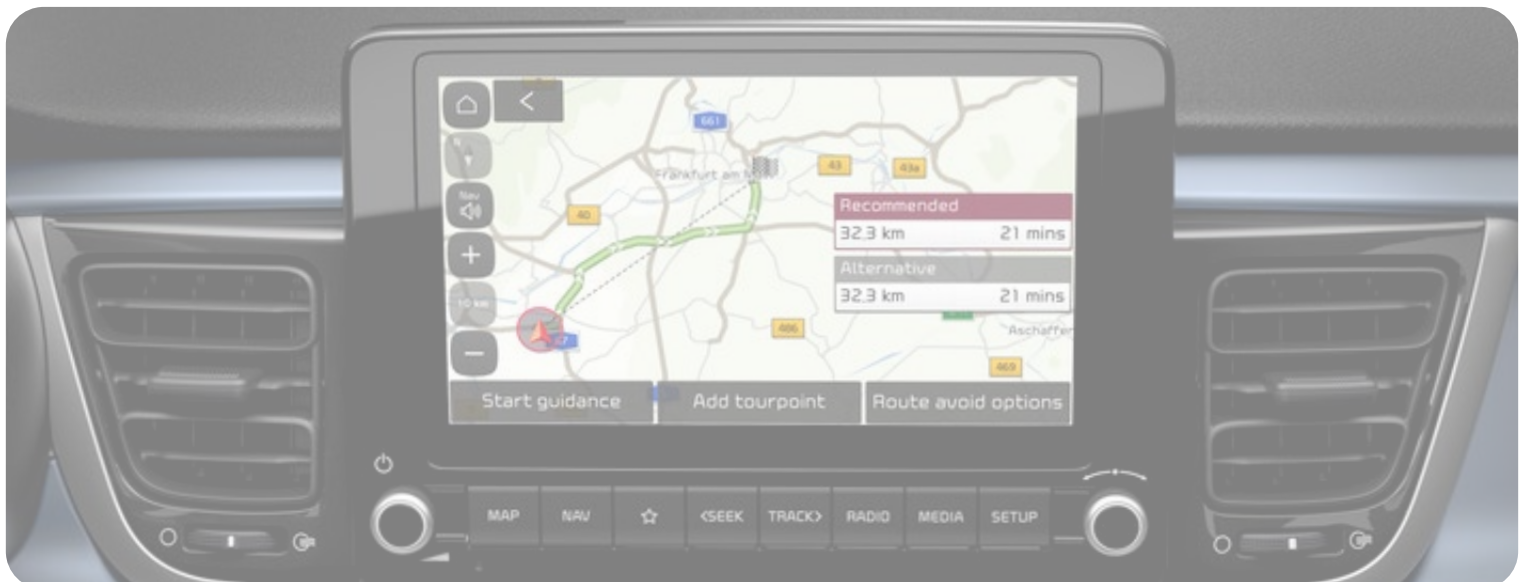 661
Frankfurt am
43
43a
Nav
40
Recommended
32.3 km 21 mins
Alternative
32.3 km 21 mins
10 km
486
Aschaffen
469
Start guidance
Add tourpoint
Route avoid options
MAP
NAV
<SEEK
TRACK>
RADIO
MEDIA
SETUP